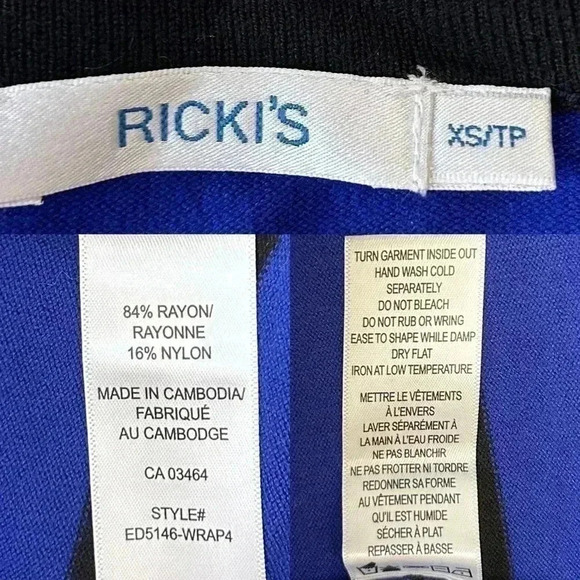 RICKI'S
XS/TP
84% RAYON/
RAYONNE
16% NYLON
MADE IN CAMBODIA/
FABRIQUÉ
AU CAMBODGE
CA 03464
STYLE#
ED5146-WRAP4
TURN GARMENT INSIDE OUT
HAND WASH COLD
SEPARATELY
DO NOT BLEACH
DO NOT RUB OR WRING
EASE TO SHAPE WHILE DAMP
DRY FLAT
IRON AT LOW TEMPERATURE
METTRE LE VÊTEMENTS
À L'ENVERS
LAVER SÉPARÉMENT À
LA MAIN À L'EAU FROIDE
NE PAS BLANCHIR
NE PAS FROTTER NI TORDRE
REDONNER SA FORME
AU VÊTEMENT PENDANT
QU'IL EST HUMIDE
SÉCHER À PLAT
REPASSER À BASSE